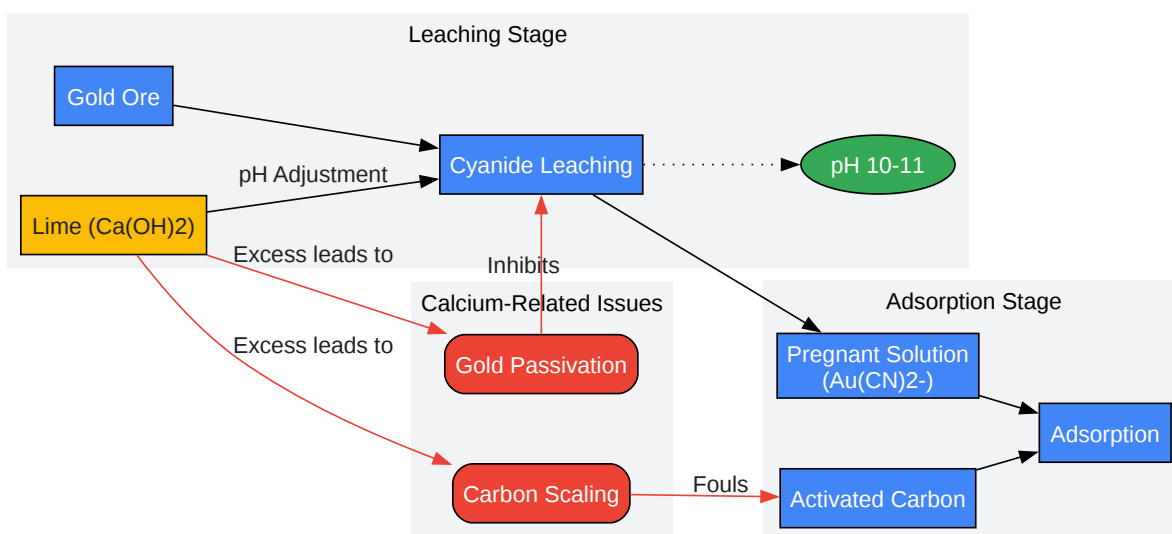 Leaching Stage
Gold Ore
Cyanide Leaching
pH 10-11
pH Adjustment
Lime (Ca(OH)2)
Excess leads to
Inhibits
Calcium-Related Issues
Adsorption Stage
Excess leads to
Gold Passivation
Pregnant Solution
(Au(CN)2-)
Adsorption
Carbon Scaling
Fouls
Activated Carbon